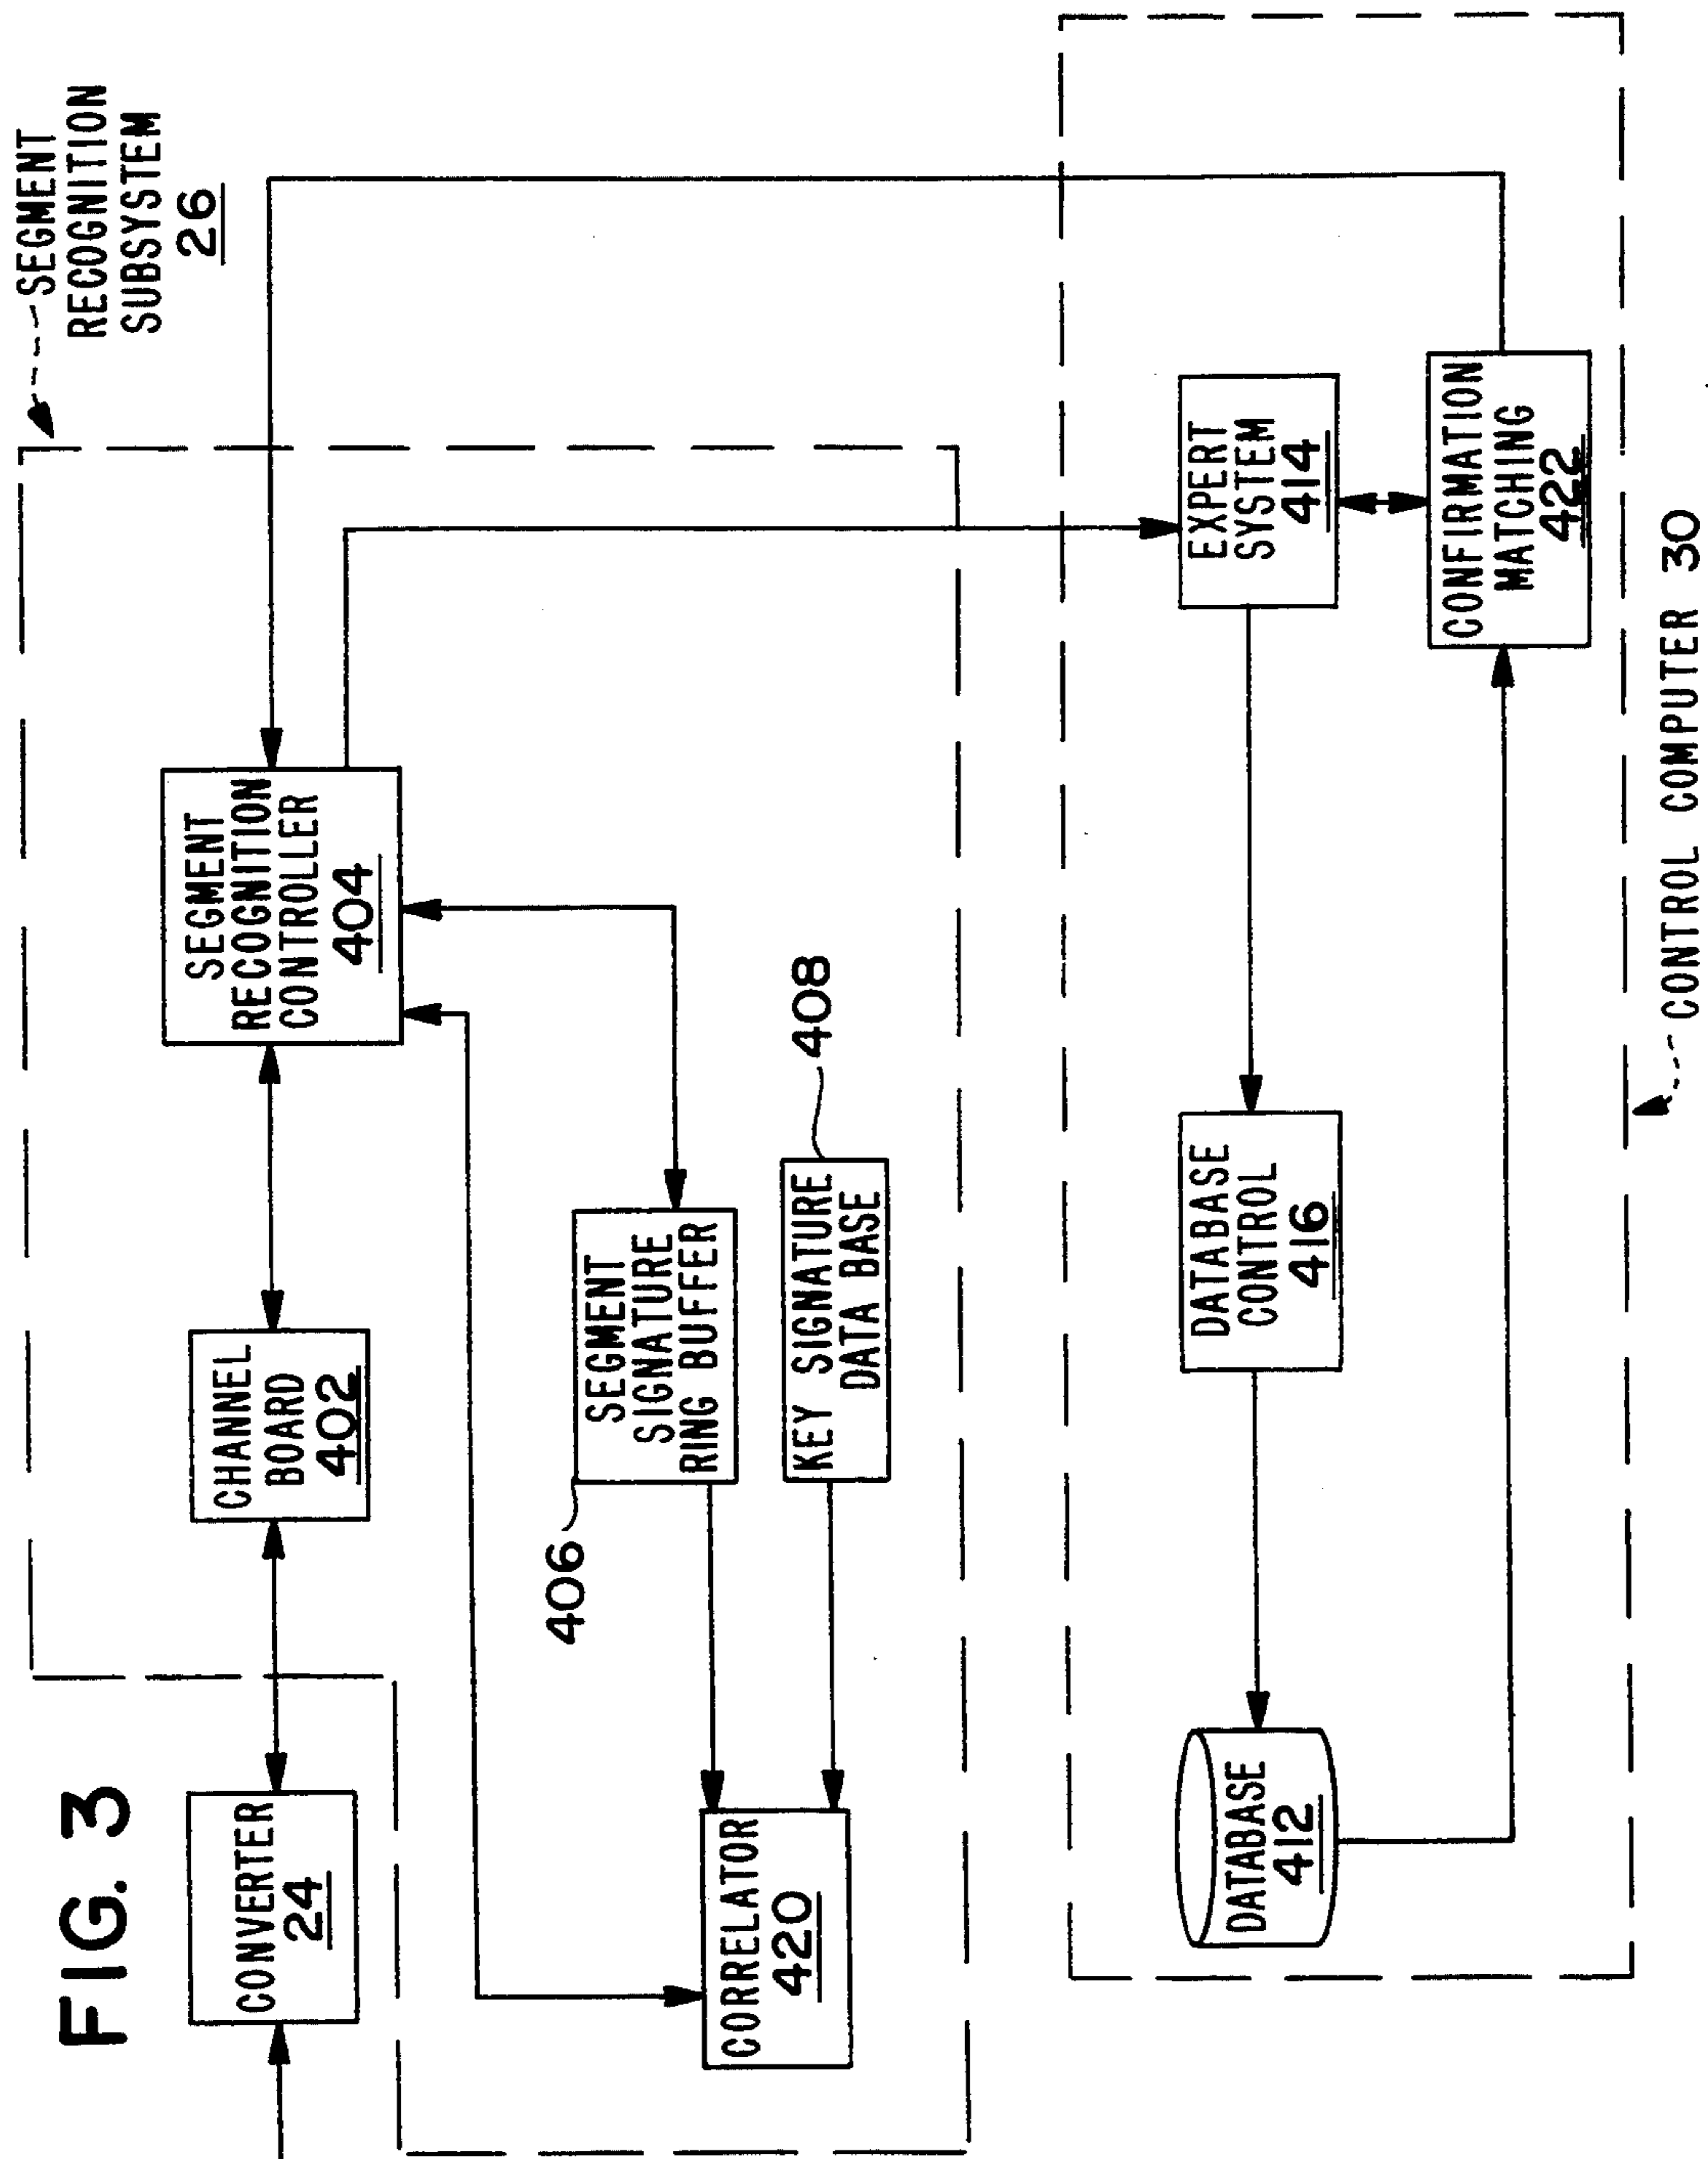 FIG. 3
SEGMENT
RECOGNITION
SUBSYSTEM
26
CONVERTER
24
CHANNEL
BOARD
402
SEGMENT
RECOGNITION
CONTROLLER
404
406
SEGMENT
SIGNATURE
RING BUFFER
408
KEY SIGNATURE
DATA BASE
CORRELATOR
420
DATABASE
412
DATABASE
CONTROL
416
EXPERT
SYSTEM
414
CONFIRMATION
MATCHING
422
CONTROL COMPUTER 30